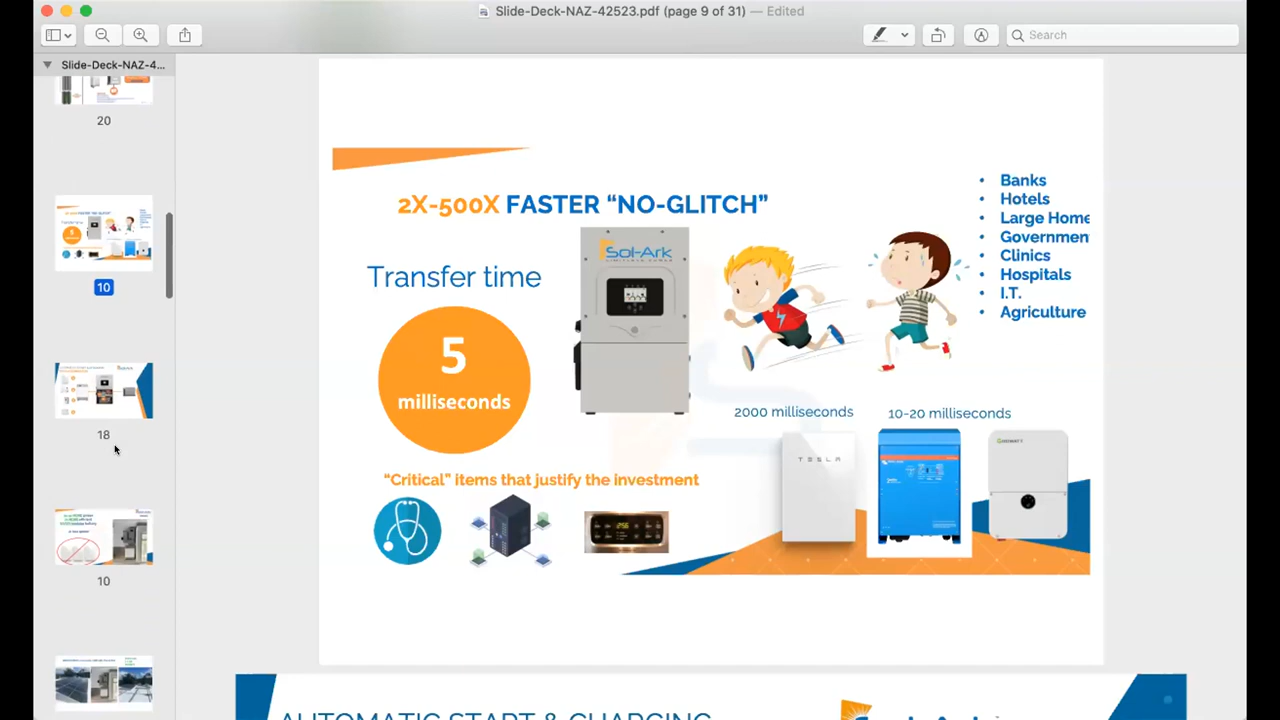 Slide-Deck-NAZ-42523.pdf (page 9 of 31) — Edited
Search
Slide-Deck-NAZ-4...
20
10
18
10
2X-500X FASTER “NO-GLITCH”
Transfer time
5
milliseconds
Sol-Ark
• Banks
• Hotels
• Large Home
• Governmen
• Clinics
• Hospitals
• I.T.
• Agriculture
2000 milliseconds
10-20 milliseconds
TESLA
GROWATT
“Critical” items that justify the investment
AUTOMATIC START & CHARGING